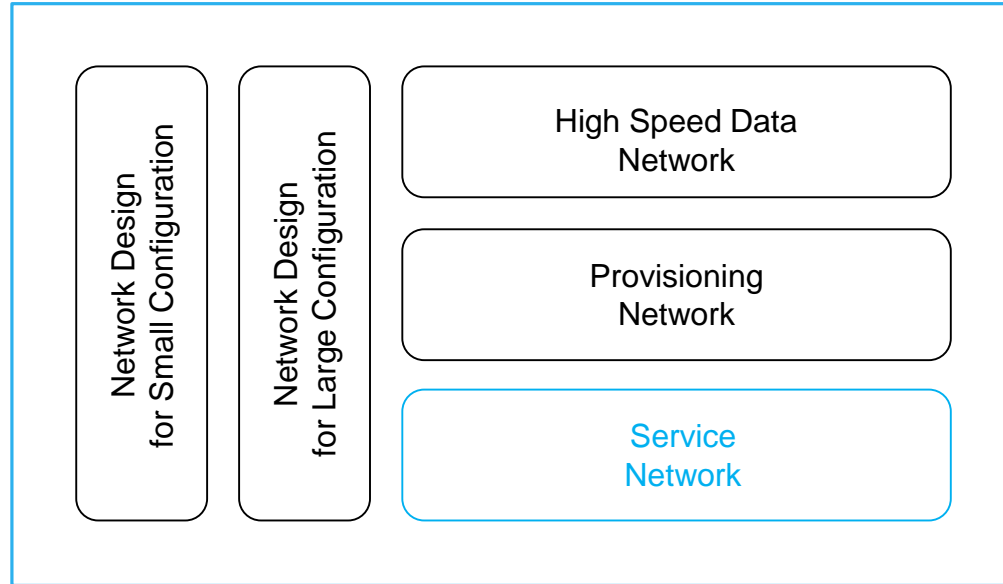 Network Design
for Small Configuration
Network Design
for Large Configuration
High Speed Data
Network
Provisioning
Network
Service
Network